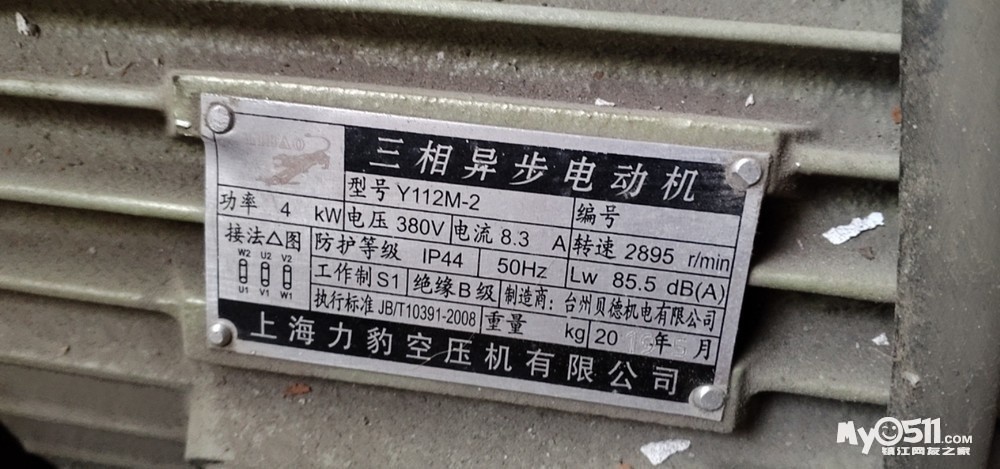 三相异步电动机
型号 Y112M-2 编号
功率 4 kW 电压 380V 电流 8.3 A 转速 2895 r/min
接法△图 防护等级 IP44 50Hz Lw 85.5 dB(A)
W2 U2 V2
U1 V1 W1
工作制 S1 绝缘 B 级 制造商：台州贝德机电有限公司
执行标准 JB/T10391-2008 重量 kg 20 年 月
上海力豹空压机有限公司
My0511.com
镇江网友之家